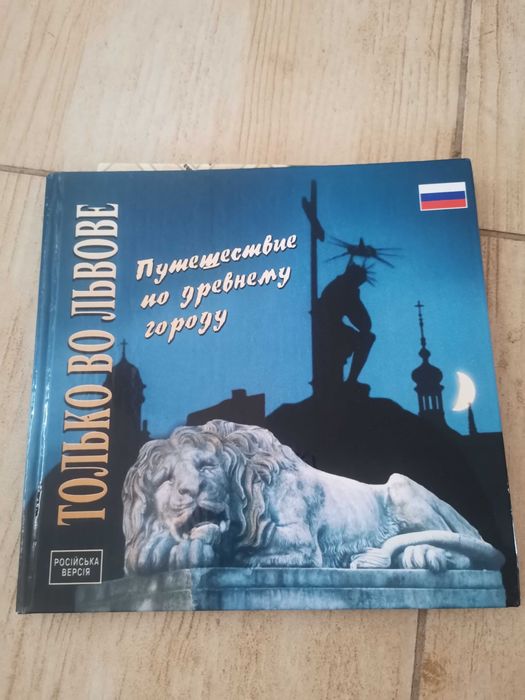 ТОЛЬКО ВО ЛЬВОВЕ
Путешествие
по древнему
городу
РОСІЙСЬКА
ВЕРСІЯ